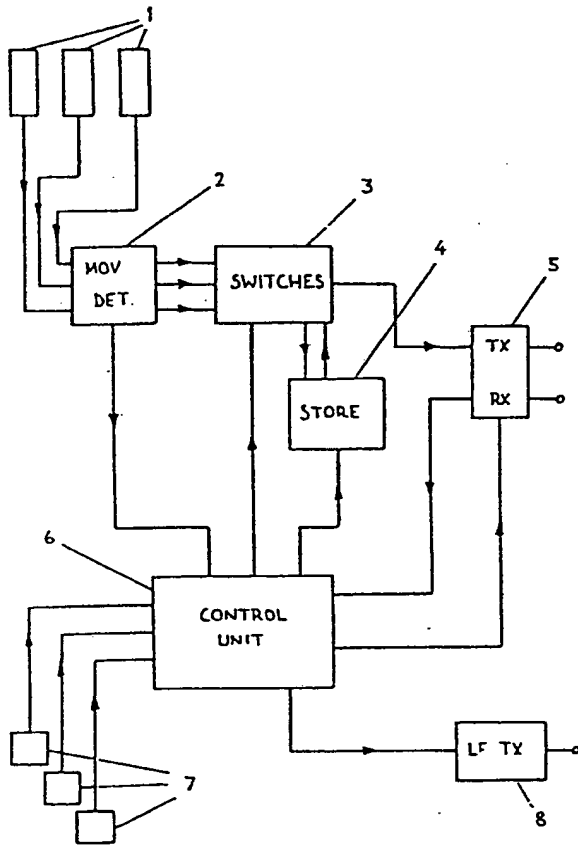 1
2
3
4
5
MOV
DET.
SWITCHES
TX
RX
STORE
6
CONTROL
UNIT
7
LF TX
8